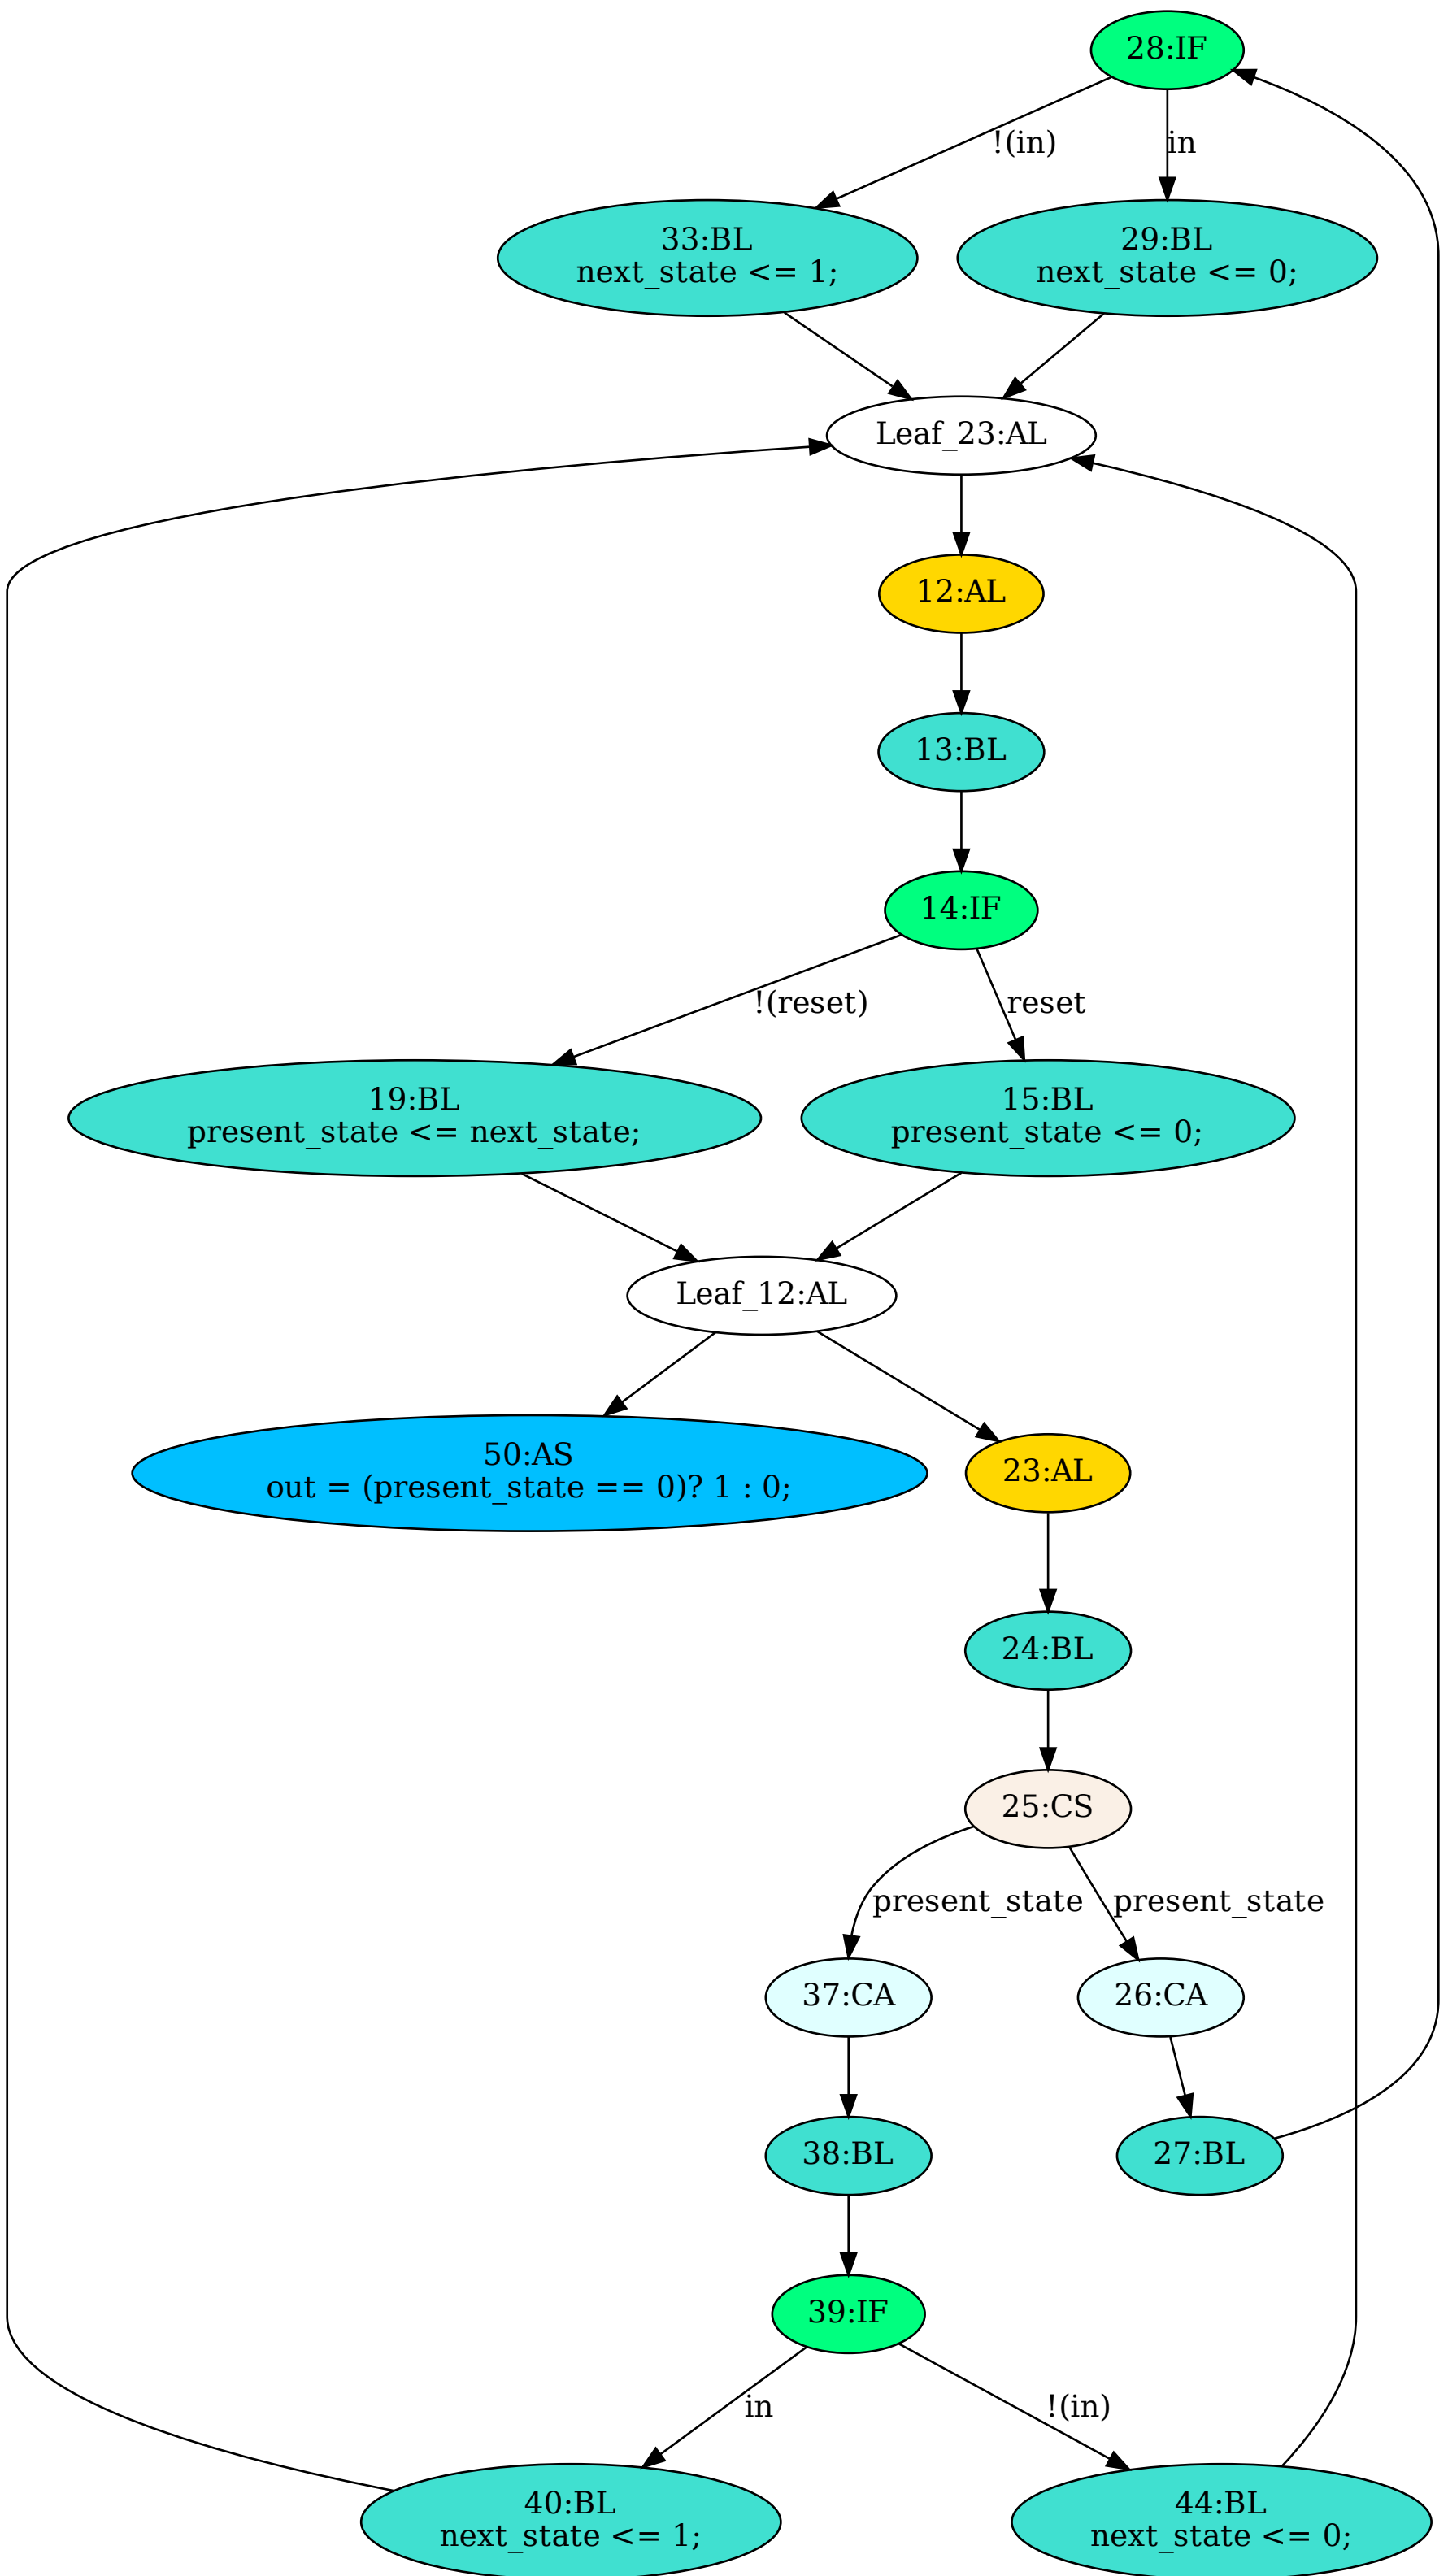 28:IF
!(in)
in
33:BL
next_state <= 1;
29:BL
next_state <= 0;
Leaf_23:AL
12:AL
13:BL
14:IF
!(reset)
reset
19:BL
present_state <= next_state;
15:BL
present_state <= 0;
Leaf_12:AL
50:AS
out = (present_state == 0)? 1 : 0;
23:AL
24:BL
25:CS
present_state
present_state
37:CA
26:CA
38:BL
27:BL
39:IF
in
!(in)
40:BL
next_state <= 1;
44:BL
next_state <= 0;